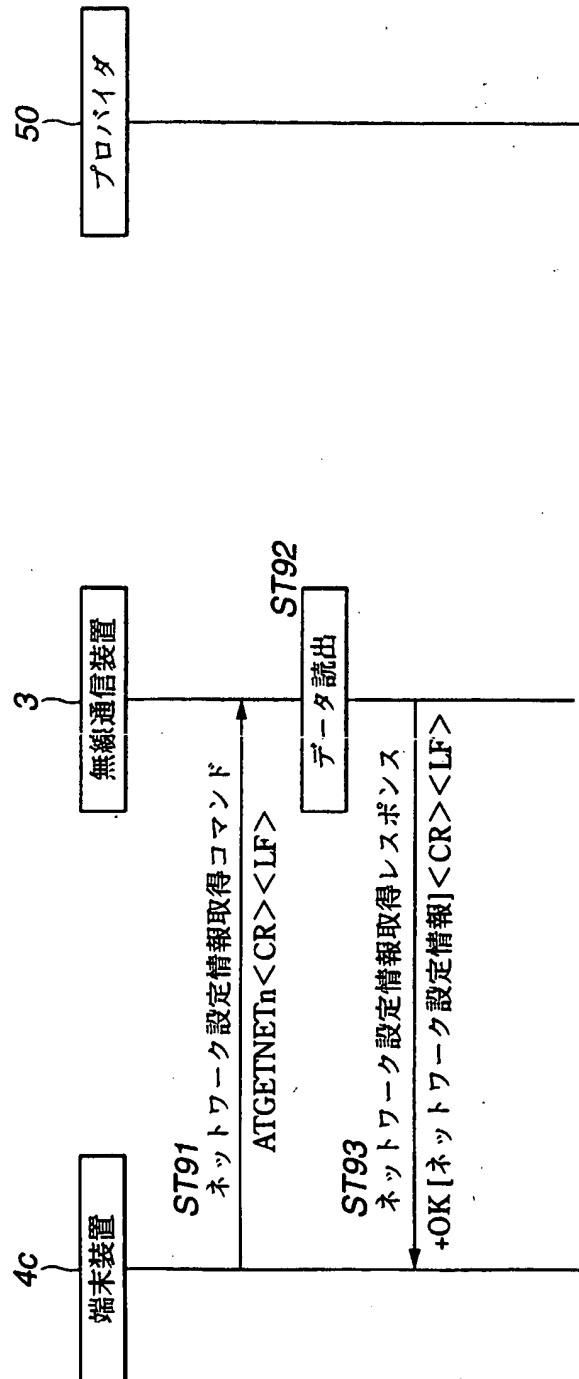 4c
3
50
端末装置
無線通信装置
プロバイダ
ST91
ネットワーク設定情報取得コマンド
ATGETNETn<CR><LF>
ST92
データ読出
ST93
ネットワーク設定情報取得レスポンス
+OK [ネットワーク設定情報]<CR><LF>